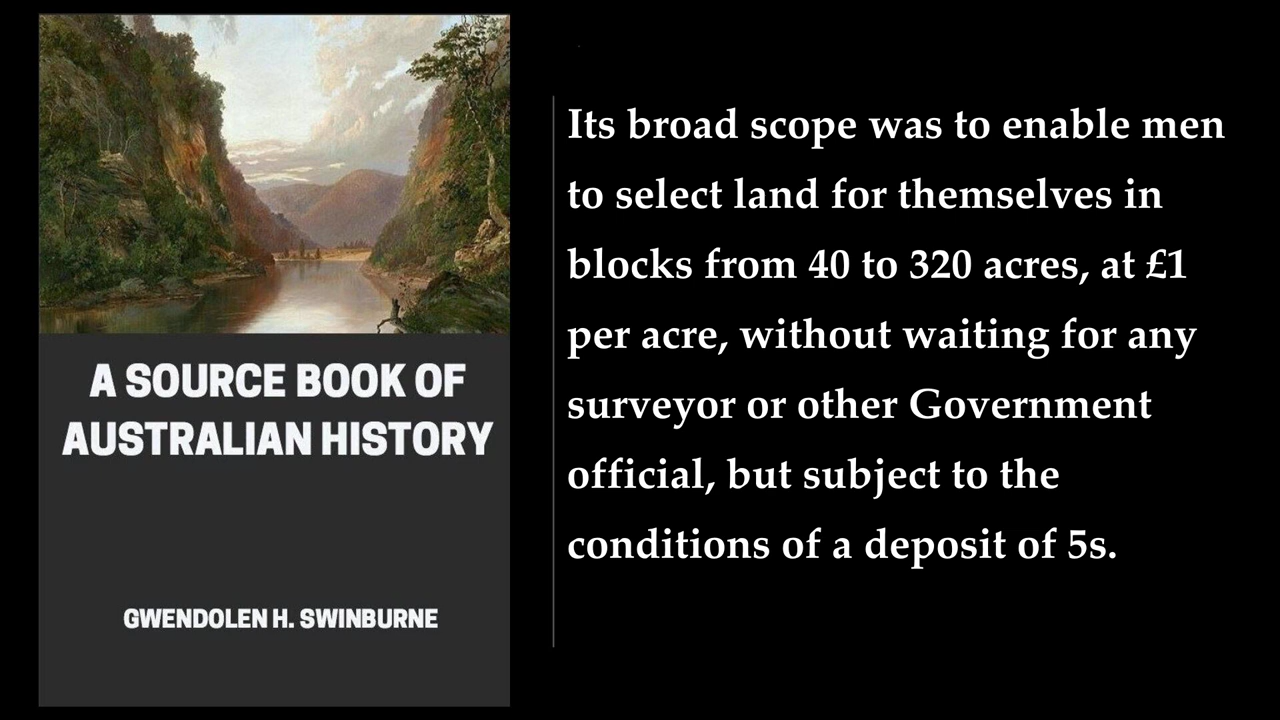 A SOURCE BOOK OF
AUSTRALIAN HISTORY
GWENDOLEN H. SWINBURNE
Its broad scope was to enable men
to select land for themselves in
blocks from 40 to 320 acres, at £1
per acre, without waiting for any
surveyor or other Government
official, but subject to the
conditions of a deposit of 5s.